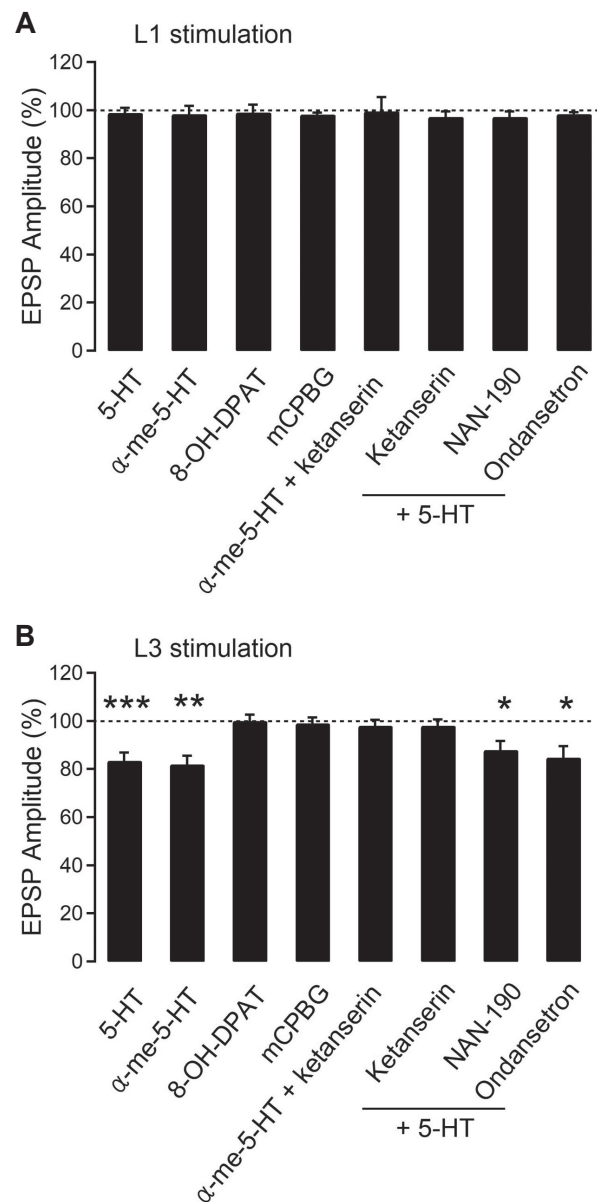 A
L1 stimulation
EPSP Amplitude (%)
120
100
80
60
40
20
0
5-HT
α-me-5-HT
8-OH-DPAT
mCPBG
α-me-5-HT + ketanserin
Ketanserin
NAN-190
Ondansetron
+ 5-HT
B
L3 stimulation
EPSP Amplitude (%)
120
100
80
60
40
20
0
***
**
*
*
5-HT
α-me-5-HT
8-OH-DPAT
mCPBG
α-me-5-HT + ketanserin
Ketanserin
NAN-190
Ondansetron
+ 5-HT